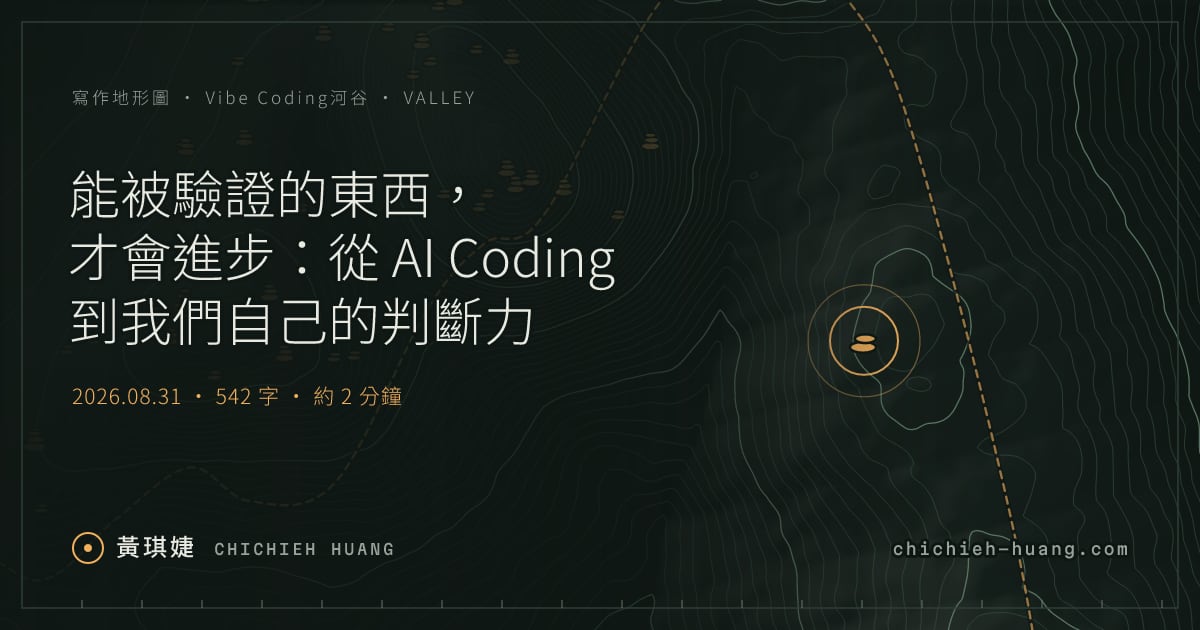 寫作地形圖 · Vibe Coding河谷 · VALLEY
能被驗證的東西，
才會進步：從 AI Coding
到我們自己的判斷力
2026.08.31 · 542 字 · 約 2 分鐘
黃琪婕 CHICHIEH HUANG
chichieh-huang.com